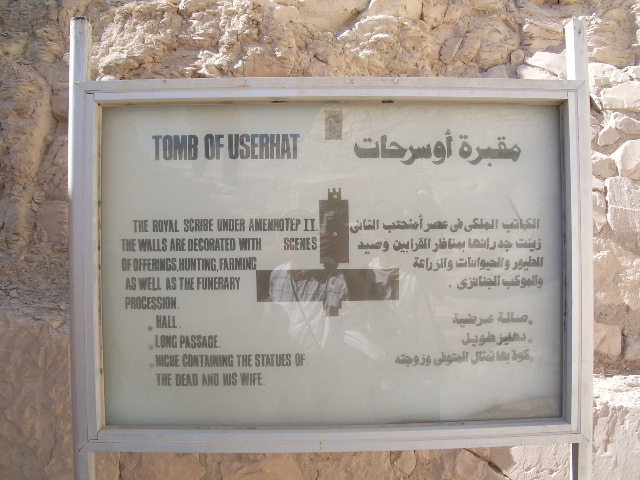 TOMB OF USERHAT
THE ROYAL SCRIBE UNDER AMENHOTEP II.
THE WALLS ARE DECORATED WITH SCENES
OF OFFERINGS, HUNTING, FARMING
AS WELL AS THE FUNERARY
PROCESSION.
HALL.
LONG PASSAGE.
NICHE CONTAINING THE STATUES OF
THE DEAD AND HIS WIFE.
مقبرة أوسرحات
الكاتب الملكى فى عصر أمنحتب الثانى
زينت جدرانها بمناظر القرابين وصيد
الطيور والحيوانات والزراعة
والموكب الجنائزى .
صالة عرضية
دهليز طويل
كوة بها تمثال المتوفى وزوجته